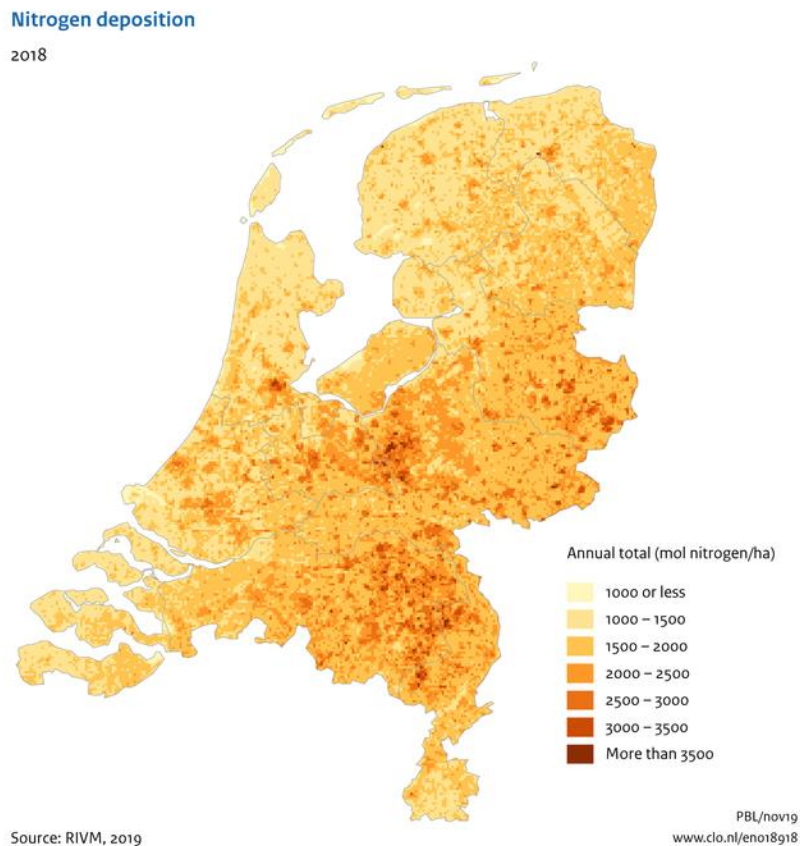 Nitrogen deposition
2018
Annual total (mol nitrogen/ha)
1000 or less
1000 – 1500
1500 – 2000
2000 – 2500
2500 – 3000
3000 – 3500
More than 3500
PBL/nov19
Source: RIVM, 2019
www.clo.nl/en018918